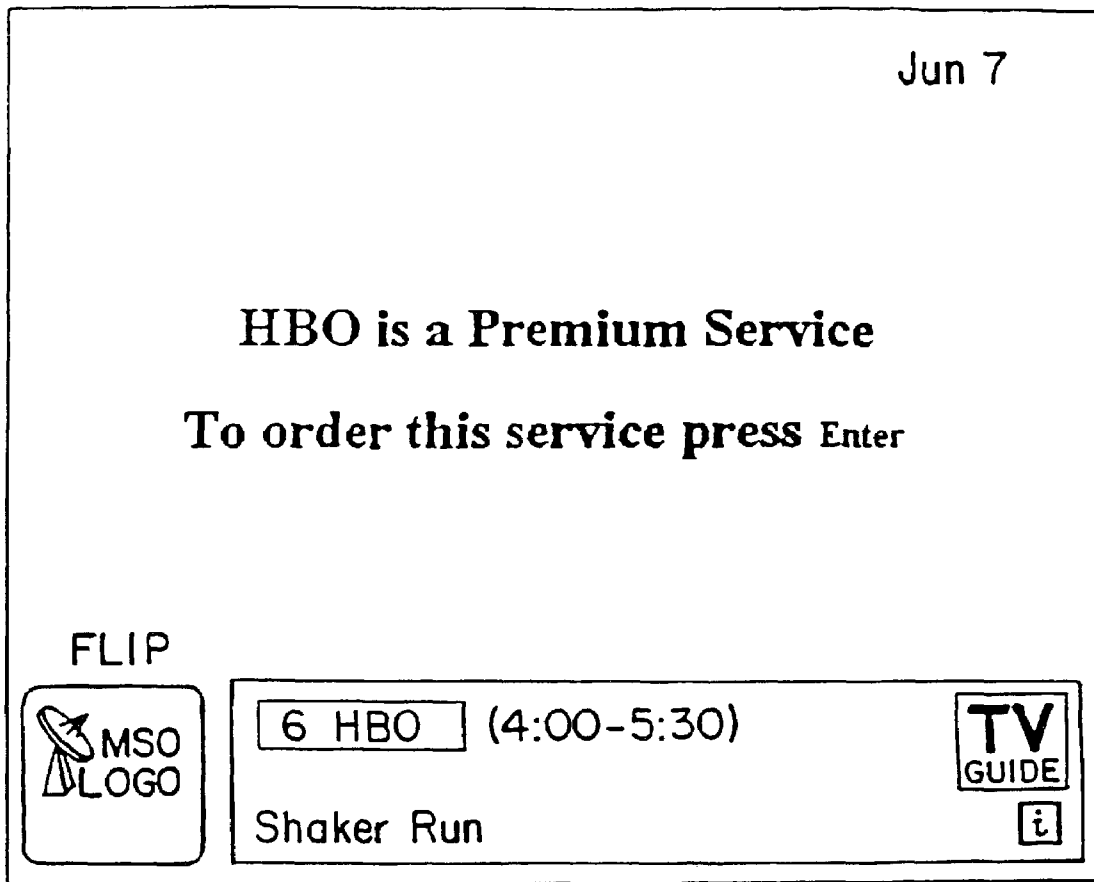 Jun 7
HBO is a Premium Service
To order this service press Enter
FLIP
MSO
LOGO
6 HBO (4:00-5:30)
TV
GUIDE
Shaker Run
i